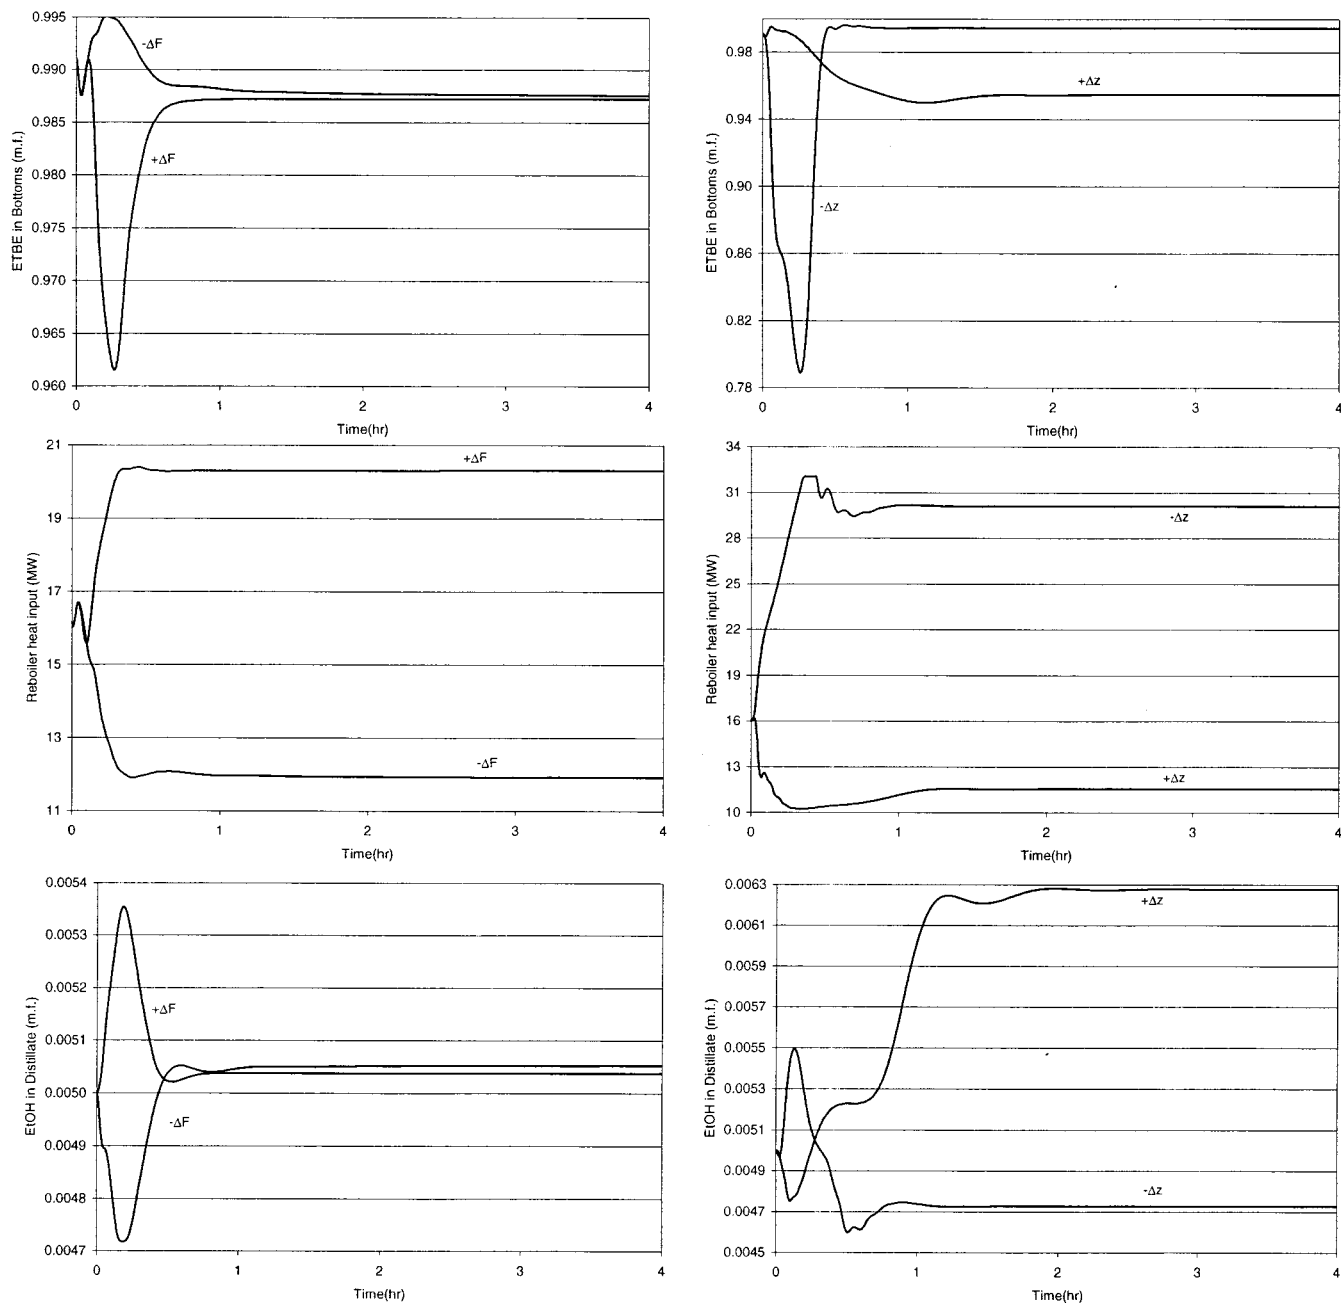 0.995
0.990
0.985
0.980
0.975
0.970
0.965
0.960
ETBE in Bottoms (m.f.)
-ΔF
+ΔF
0 1 2 3 4
Time(hr)
0.98
0.94
0.90
0.86
0.82
0.78
ETBE in Bottoms (m.f.)
+Δz
-Δz
0 1 2 3 4
Time(hr)
21
19
17
15
13
11
Reboiler heat input (MW)
+ΔF
-ΔF
0 1 2 3 4
Time(hr)
34
31
28
25
22
19
16
13
10
Reboiler heat input (MW)
-Δz
+Δz
0 1 2 3 4
Time(hr)
0.0054
0.0053
0.0052
0.0051
0.0050
0.0049
0.0048
0.0047
EtOH in Distillate (m.f.)
+ΔF
-ΔF
0 1 2 3 4
Time(hr)
0.0063
0.0061
0.0059
0.0057
0.0055
0.0053
0.0051
0.0049
0.0047
0.0045
EtOH in Distillate (m.f.)
+Δz
-Δz
0 1 2 3 4
Time(hr)